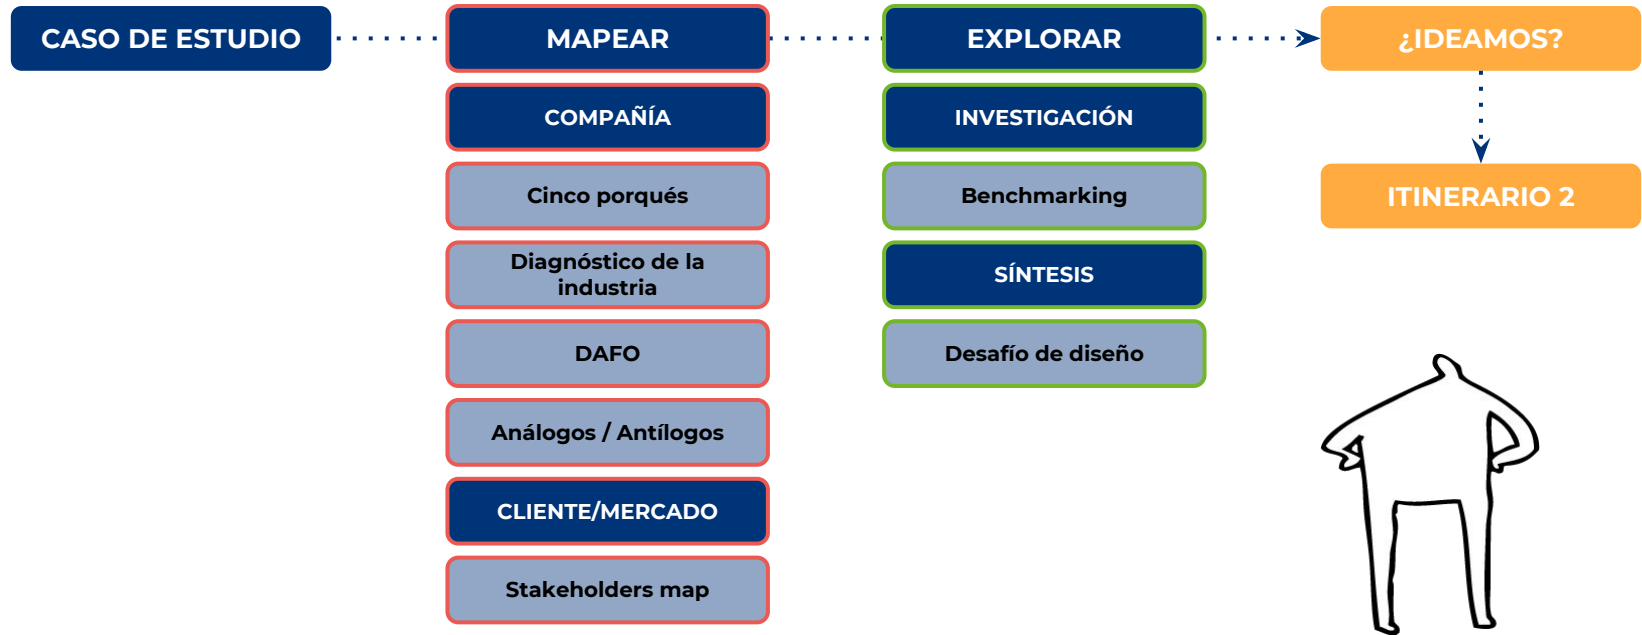 CASO DE ESTUDIO
MAPEAR
COMPAÑÍA
Cinco porqués
Diagnóstico de la
industria
DAFO
Análogos / Antílogos
CLIENTE/MERCADO
Stakeholders map
EXPLORAR
INVESTIGACIÓN
Benchmarking
SÍNTESIS
Desafío de diseño
¿IDEAMOS?
ITINERARIO 2